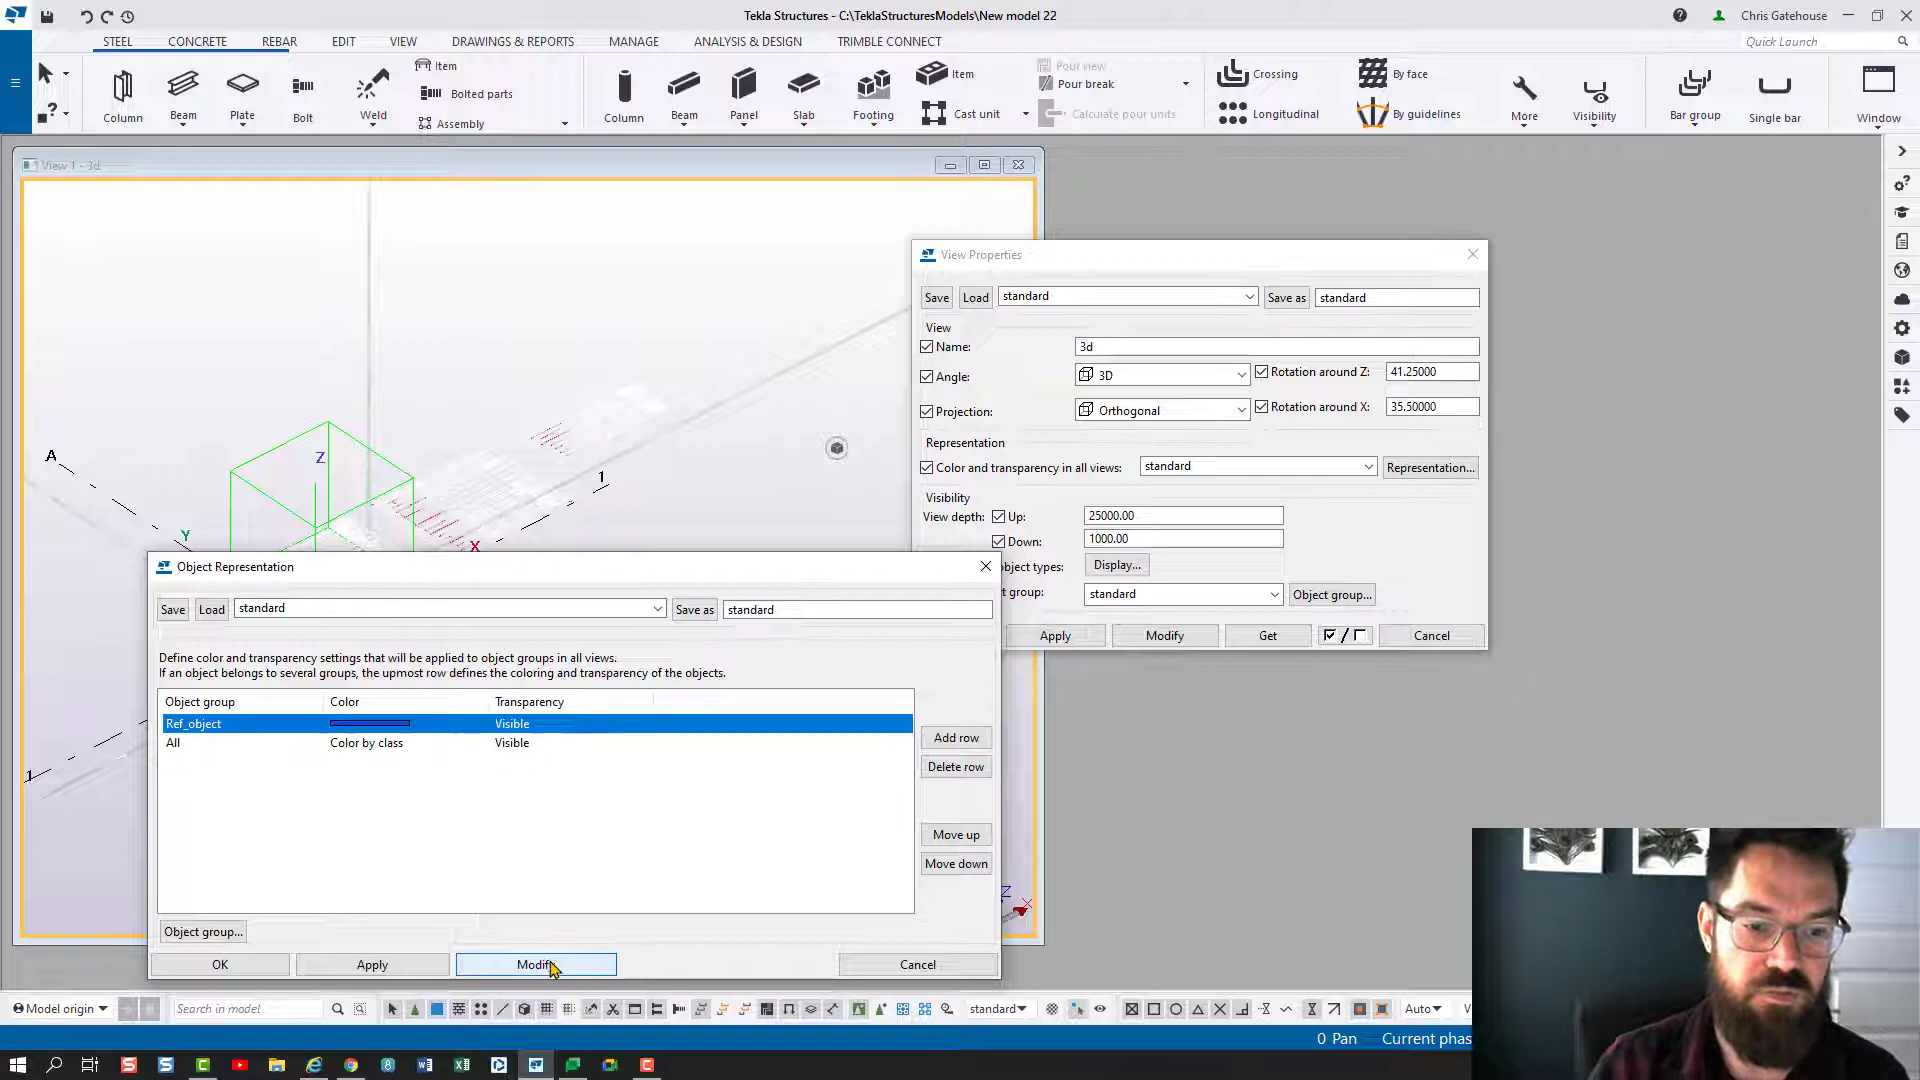 Tekla Structures - C:\TeklaStructuresModels\New model 22
Chris Gatehouse
STEEL CONCRETE REBAR EDIT VIEW DRAWINGS & REPORTS MANAGE ANALYSIS & DESIGN TRIMBLE CONNECT
Quick Launch
Column Beam Plate Bolt Weld
Item
Bolted parts
Assembly
Column Beam Panel Slab Footing
Item
Cast unit
Pour view
Pour break
Calculate pour units
Crossing
Longitudinal
By face
By guidelines
More Visibility Bar group Single bar Window
View 1 - 3d
A
Z
Y
X
1
1
Z
X
View Properties
Save Load standard Save as standard
View
Name: 3d
Angle: 3D Rotation around Z: 41.25000
Projection: Orthogonal Rotation around X: 35.50000
Representation
Color and transparency in all views: standard Representation...
Visibility
View depth: Up: 25000.00
Down: 1000.00
object types: Display...
t group: standard Object group...
Apply Modify Get / Cancel
Object Representation
Save Load standard Save as standard
Define color and transparency settings that will be applied to object groups in all views.
If an object belongs to several groups, the upmost row defines the coloring and transparency of the objects.
Object group Color Transparency
Ref_object Visible
All Color by class Visible
Add row
Delete row
Move up
Move down
Object group...
OK Apply Modify Cancel
Model origin Search in model standard Auto
0 Pan Current phas